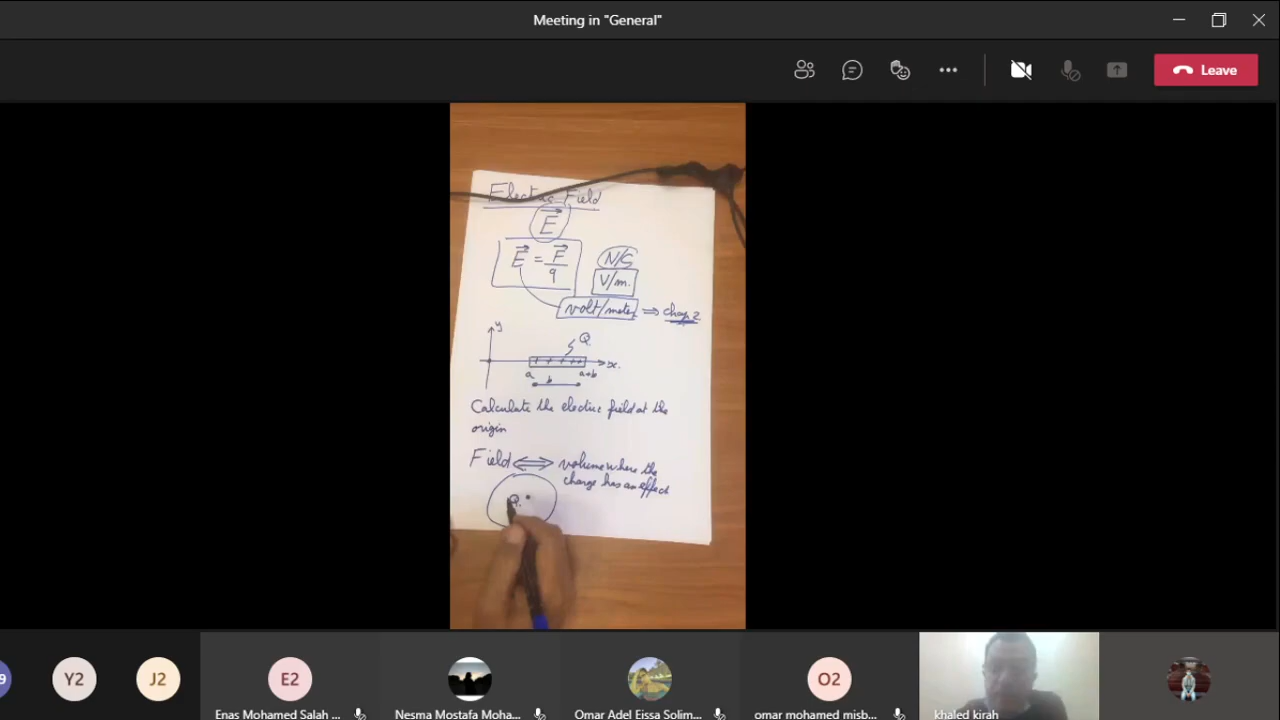 Meeting in "General"
Leave
Electric Field
E
E = F/q
N/C
V/m.
volt/meter ⇒ chap 2
y
Q
x.
a
b
a+b
Calculate the electric field at the
origin
Field ⇔ volume where the
charge has an effect
Q.
9
Y2
J2
E2
O2
Enas Mohamed Salah ...
Nesma Mostafa Moha...
Omar Adel Eissa Solim...
omar mohamed misb...
khaled kirah